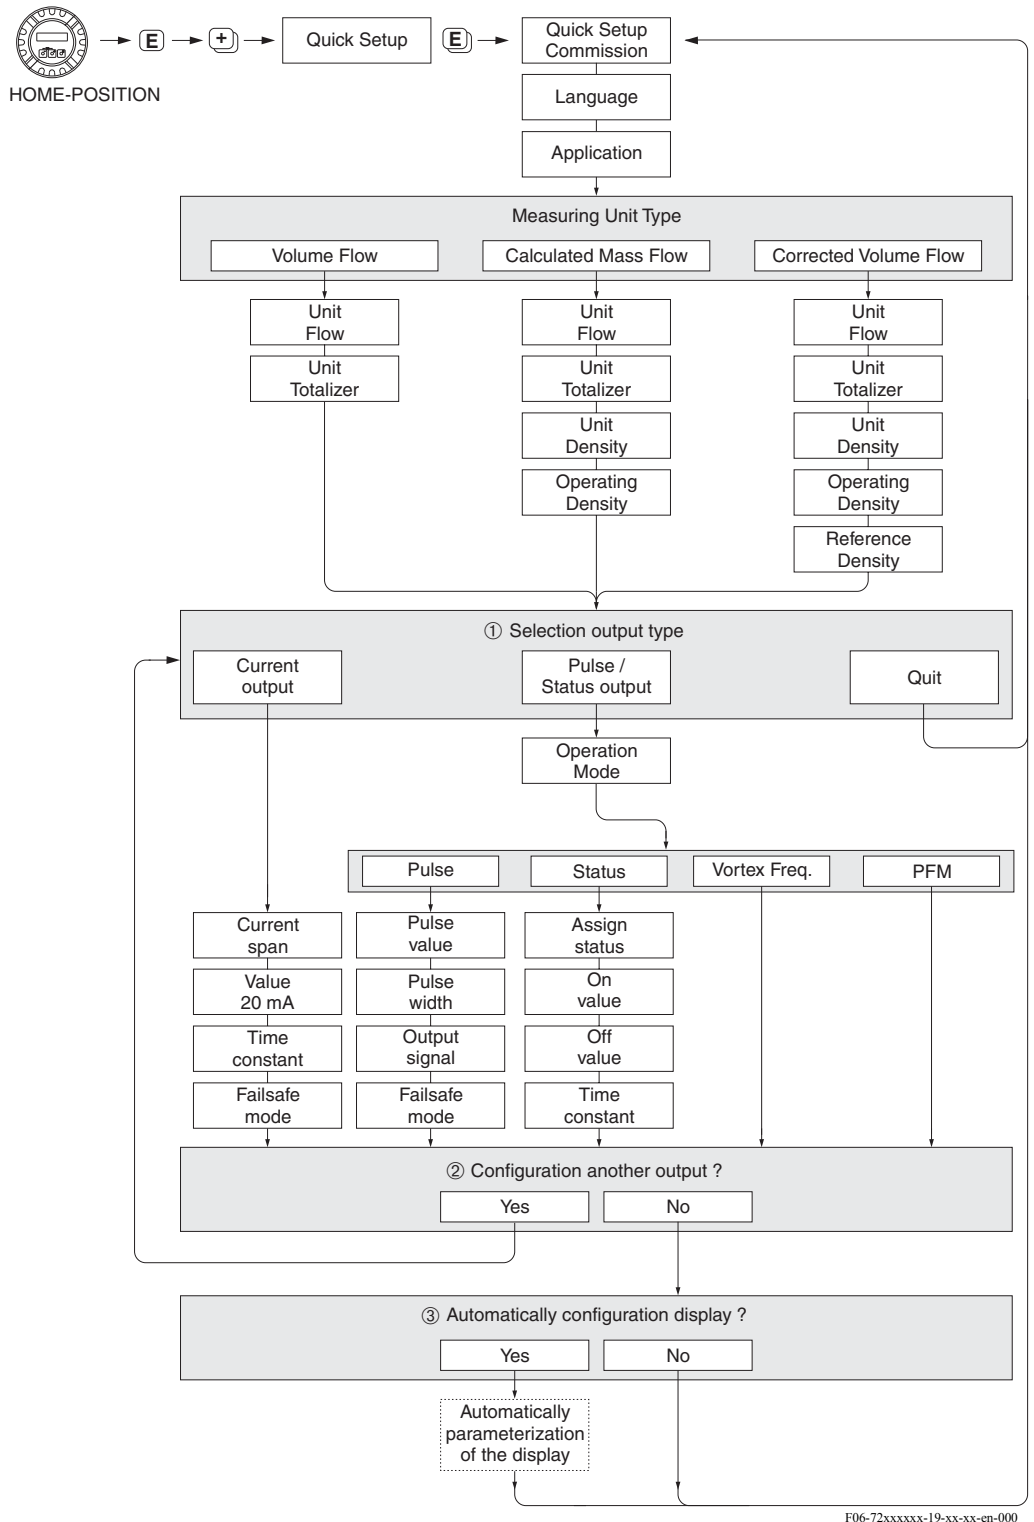 E
+
Quick Setup
E
Quick Setup
Commission
HOME-POSITION
Language
Application
Measuring Unit Type
Volume Flow
Calculated Mass Flow
Corrected Volume Flow
Unit
Flow
Unit
Totalizer
Unit
Flow
Unit
Totalizer
Unit
Density
Operating
Density
Unit
Flow
Unit
Totalizer
Unit
Density
Operating
Density
Reference
Density
① Selection output type
Current
output
Pulse /
Status output
Quit
Operation
Mode
Pulse
Status
Vortex Freq.
PFM
Current
span
Value
20 mA
Time
constant
Failsafe
mode
Pulse
value
Pulse
width
Output
signal
Failsafe
mode
Assign
status
On
value
Off
value
Time
constant
② Configuration another output ?
Yes
No
③ Automatically configuration display ?
Yes
No
Automatically
parameterization
of the display
F06-72xxxxxx-19-xx-xx-en-000